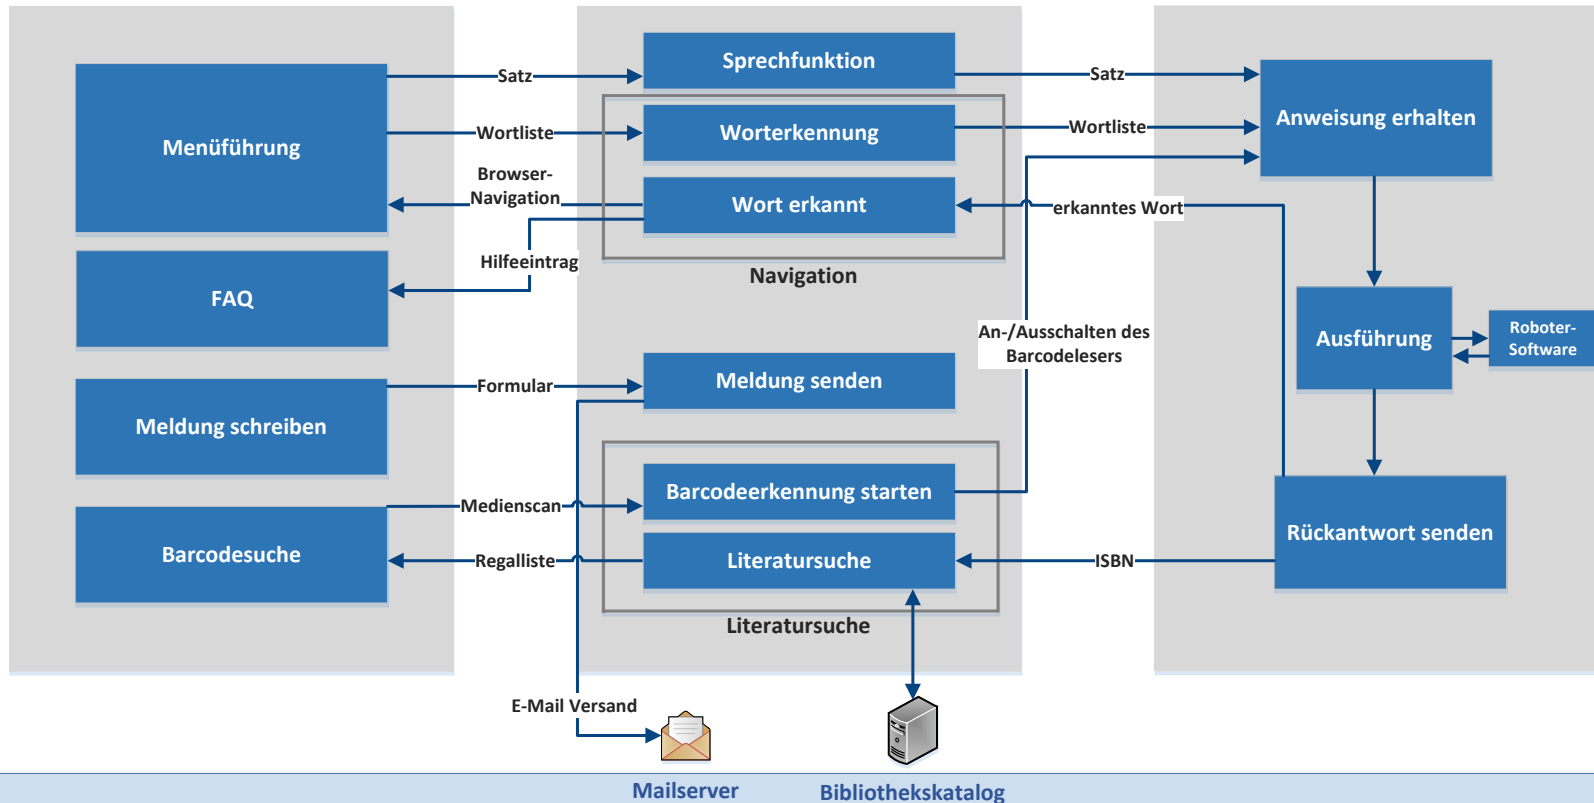 Sprechfunktion
Satz
Satz
Menüführung
Wortliste
Worterkennung
Wortliste
Anweisung erhalten
Browser-
Navigation
Wort erkannt
erkanntes Wort
Hilfeeintrag
Navigation
FAQ
An-/Ausschalten des
Barcodelesers
Ausführung
Roboter-
Software
Meldung schreiben
Formular
Meldung senden
Medienscan
Barcodeerkennung starten
Barcodesuche
Regalliste
Literatursuche
ISBN
Rückantwort senden
Literatursuche
E-Mail Versand
Mailserver
Bibliothekskatalog